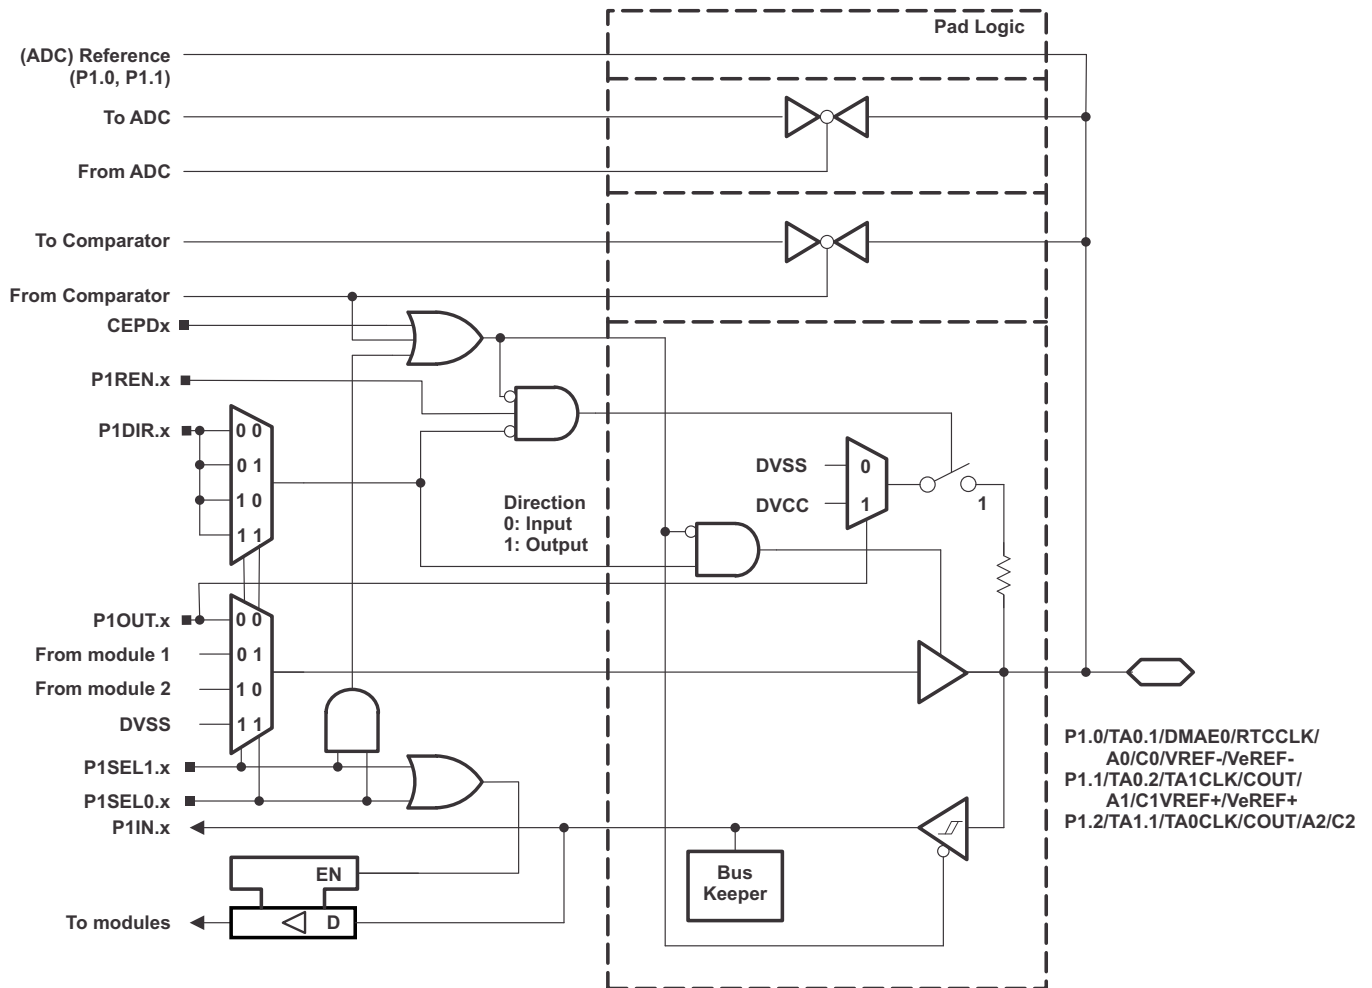 Pad Logic
(ADC) Reference
(P1.0, P1.1)
To ADC
From ADC
To Comparator
From Comparator
CEPDx
P1REN.x
P1DIR.x
0 0
0 1
1 0
1 1
Direction
0: Input
1: Output
DVSS
0
DVCC
1
1
P1OUT.x
0 0
From module 1
0 1
From module 2
1 0
DVSS
1 1
P1SEL1.x
P1SEL0.x
P1IN.x
EN
D
To modules
Bus
Keeper
P1.0/TA0.1/DMAE0/RTCCLK/
A0/C0/VREF-/VeREF-
P1.1/TA0.2/TA1CLK/COUT/
A1/C1VREF+/VeREF+
P1.2/TA1.1/TA0CLK/COUT/A2/C2